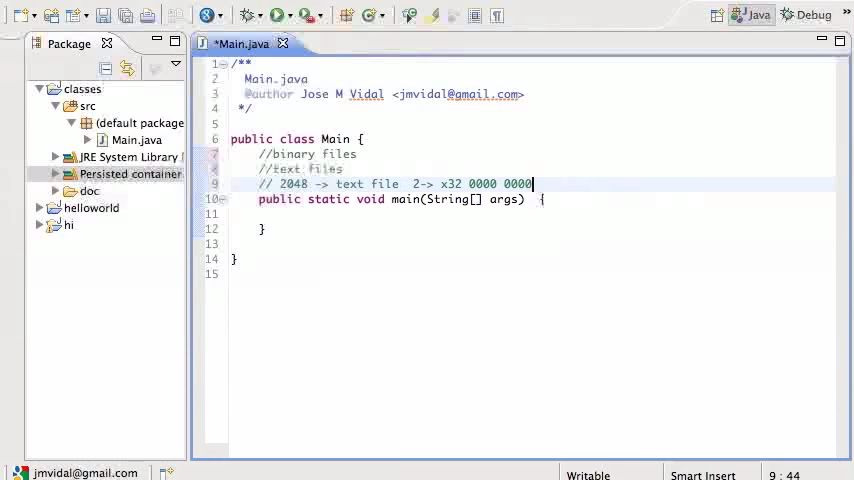 Java
Debug
Package
*Main.java
classes
src
(default package
Main.java
JRE System Library
Persisted container
doc
helloworld
hi
1 /**
2 Main.java
3 @author Jose M Vidal <jmvidal@gmail.com>
4 */
5
6 public class Main {
7 //binary files
8 //text files
9 // 2048 -> text file 2-> x32 0000 0000
10 public static void main(String[] args) {
11
12 }
13
14 }
15
jmvidal@gmail.com
Writable
Smart Insert
9 : 44